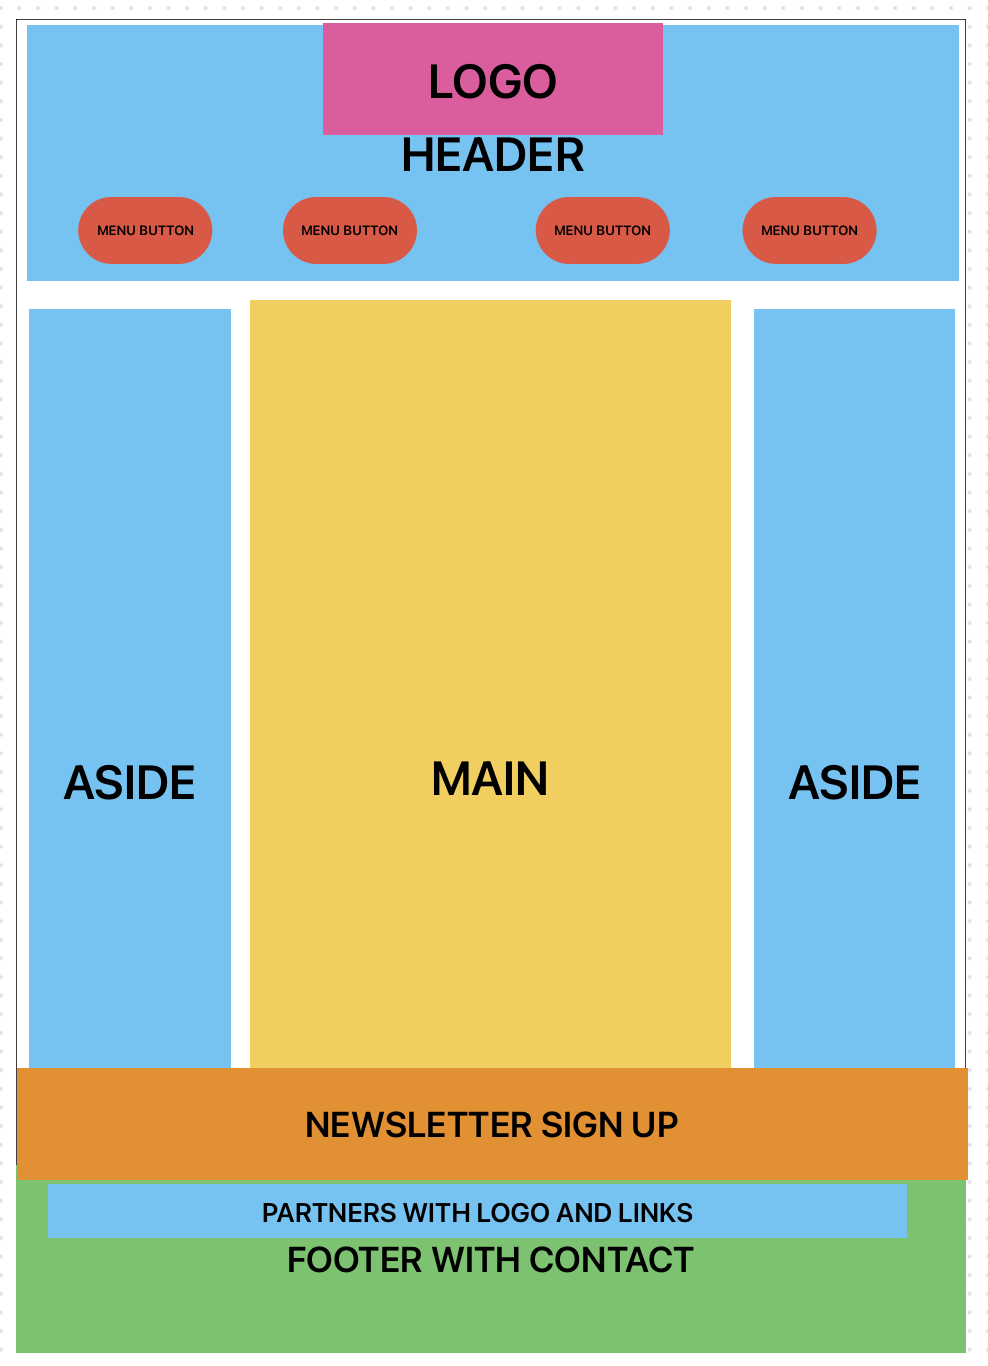 LOGO
HEADER
MENU BUTTON
MENU BUTTON
MENU BUTTON
MENU BUTTON
ASIDE
MAIN
ASIDE
NEWSLETTER SIGN UP
PARTNERS WITH LOGO AND LINKS
FOOTER WITH CONTACT